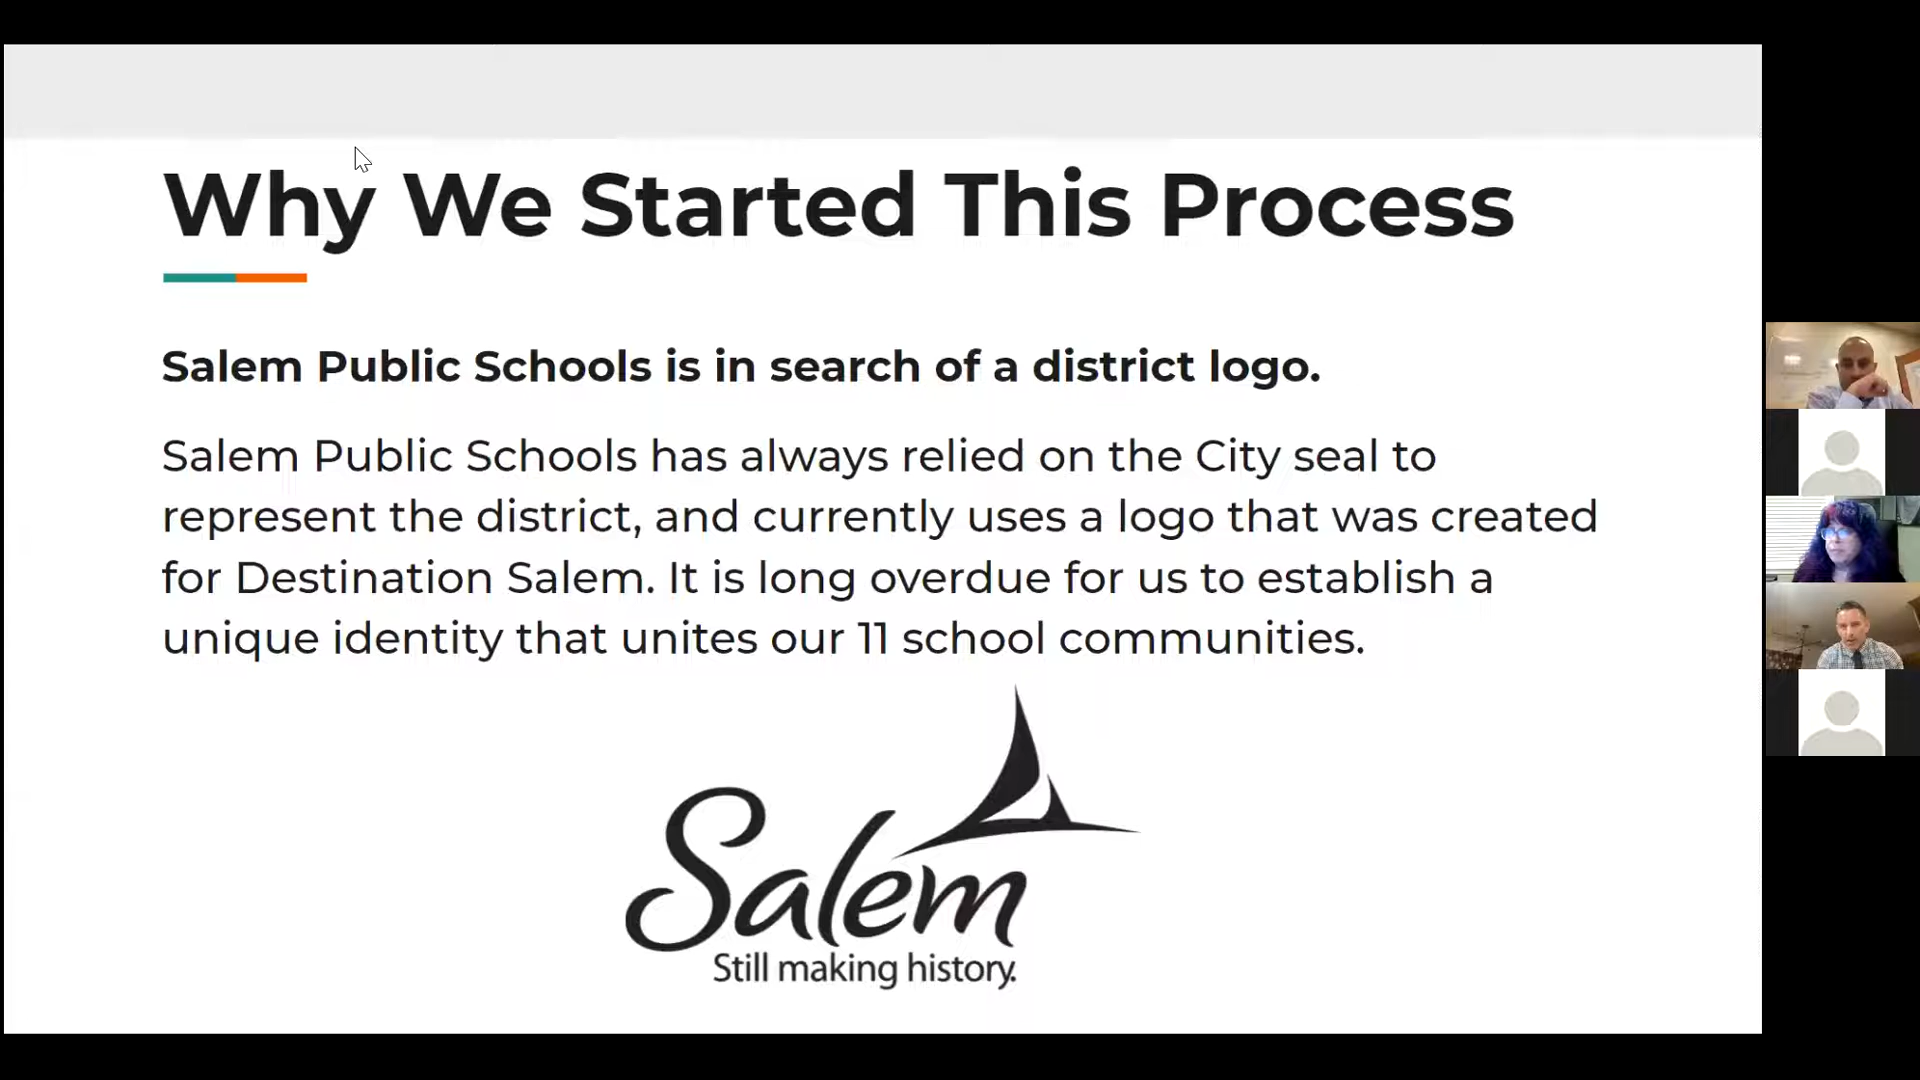 Why We Started This Process
Salem Public Schools is in search of a district logo.
Salem Public Schools has always relied on the City seal to
represent the district, and currently uses a logo that was created
for Destination Salem. It is long overdue for us to establish a
unique identity that unites our 11 school communities.
Salem
Still making history.